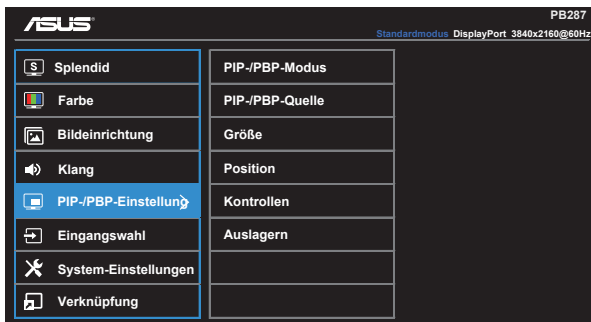 ASUS
PB287
Standardmodus DisplayPort 3840x2160@60Hz
S Splendid
Farbe
Bildeinrichtung
Klang
PIP-/PBP-Einstellung
Eingangswahl
System-Einstellungen
Verknüpfung
PIP-/PBP-Modus
PIP-/PBP-Quelle
Größe
Position
Kontrollen
Auslagern